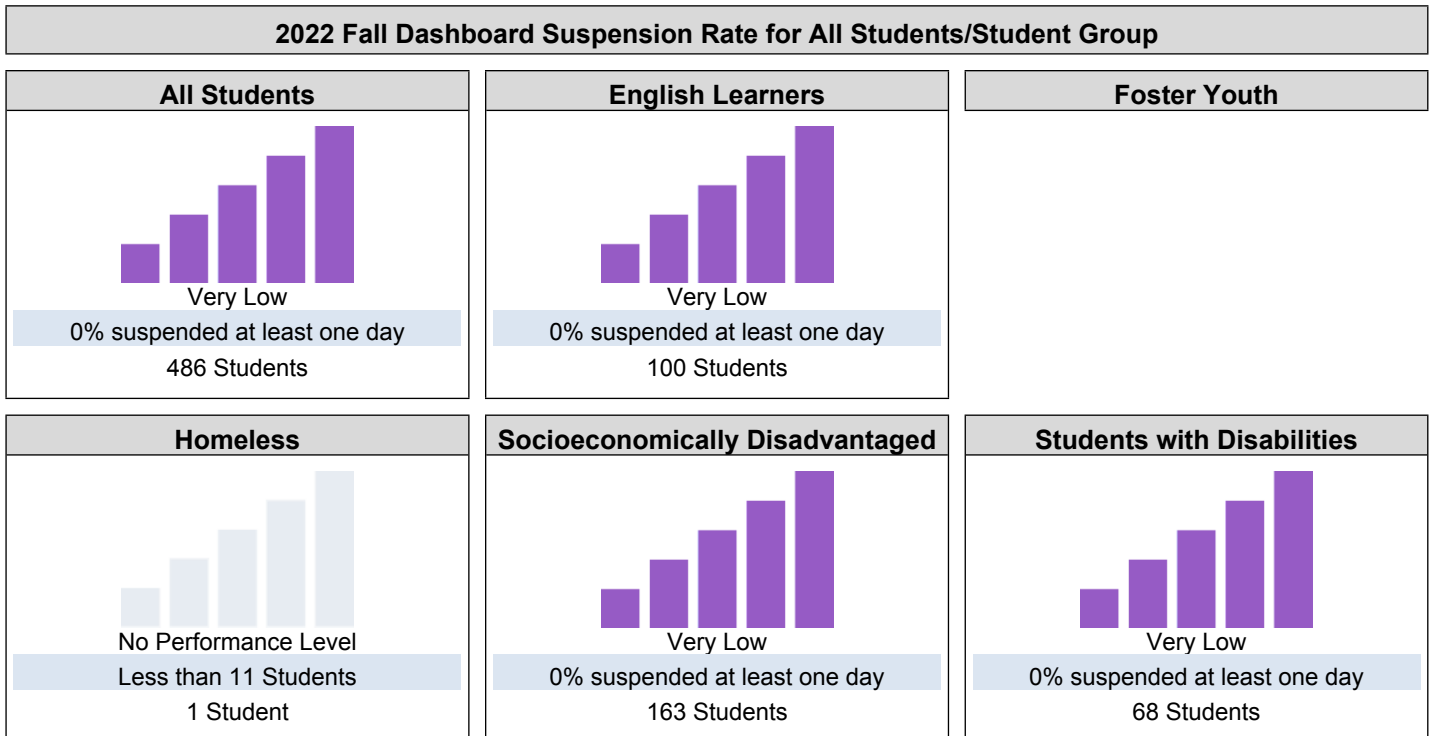 2022 Fall Dashboard Suspension Rate for All Students/Student Group
All Students
Very Low
0% suspended at least one day
486 Students
English Learners
Very Low
0% suspended at least one day
100 Students
Foster Youth
Homeless
No Performance Level
Less than 11 Students
1 Student
Socioeconomically Disadvantaged
Very Low
0% suspended at least one day
163 Students
Students with Disabilities
Very Low
0% suspended at least one day
68 Students